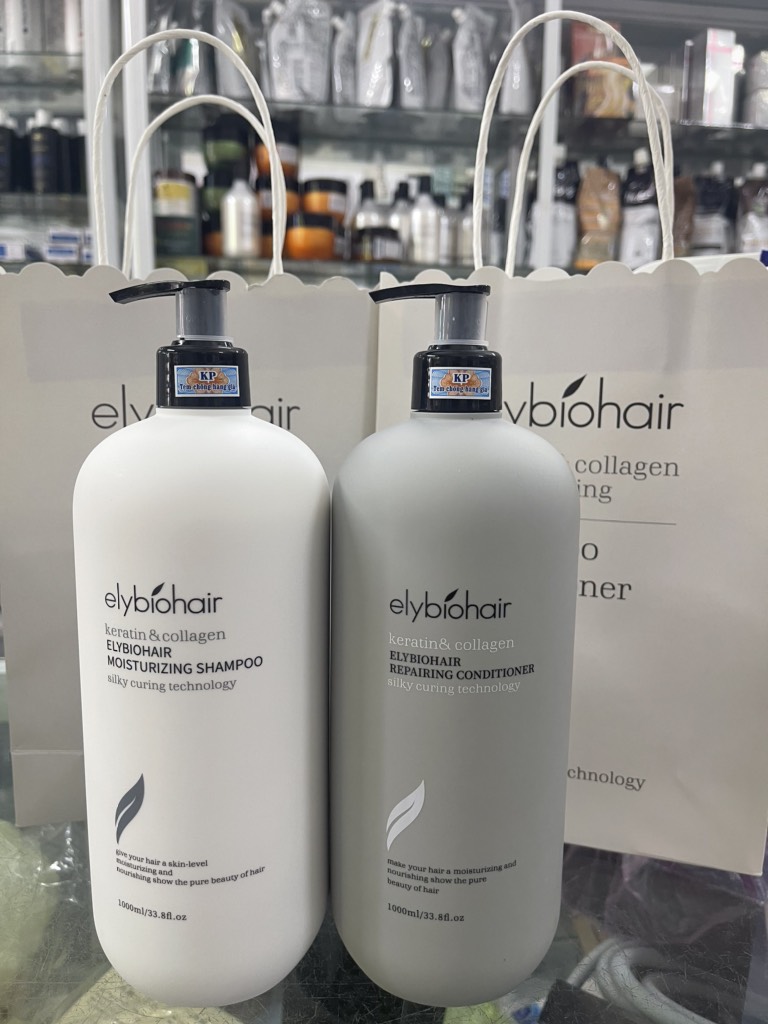 KP
Tem chống hàng giả
KP
Tem chống hàng giả
ely
air
ybiohair
collagen
ing
o
ner
chnology
elybiohair
keratin & collagen
ELYBIOHAIR
MOISTURIZING SHAMPOO
silky curing technology
give your hair a skin-level
moisturizing and
nourishing show the pure beauty of hair
1000ml/33.8fl.oz
elybiohair
keratin& collagen
ELYBIOHAIR
REPAIRING CONDITIONER
silky curing technology
make your hair a moisturizing and
nourishing show the pure
beauty of hair
1000ml/33.8fl.oz